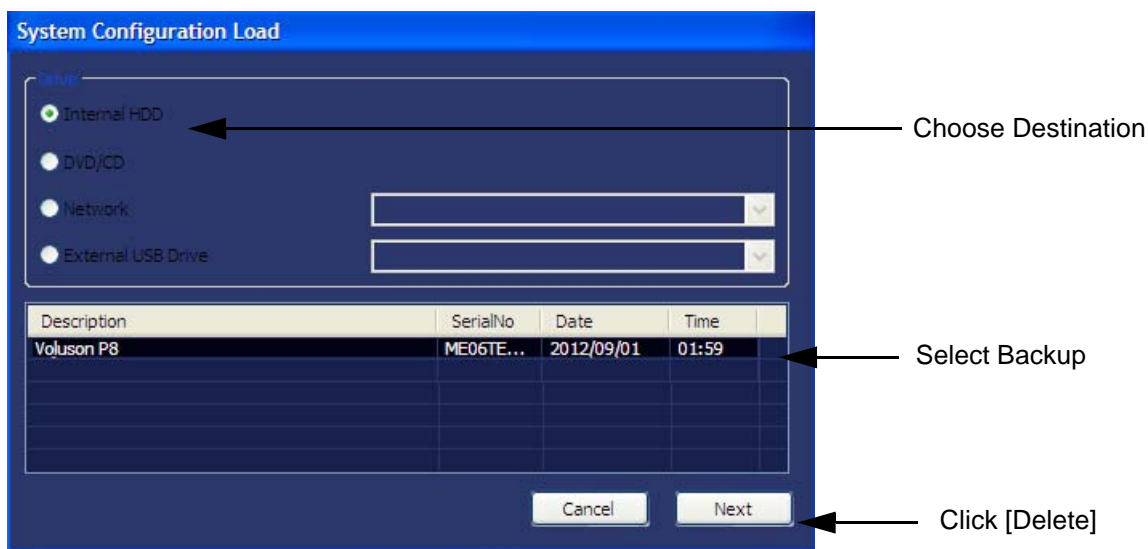 System Configuration Load
Drive
Internal HDD
Choose Destination
DVD/CD
Network
External USB Drive
Description SerialNo Date Time
Voluson P8 ME06TE... 2012/09/01 01:59
Select Backup
Cancel Next
Click [Delete]